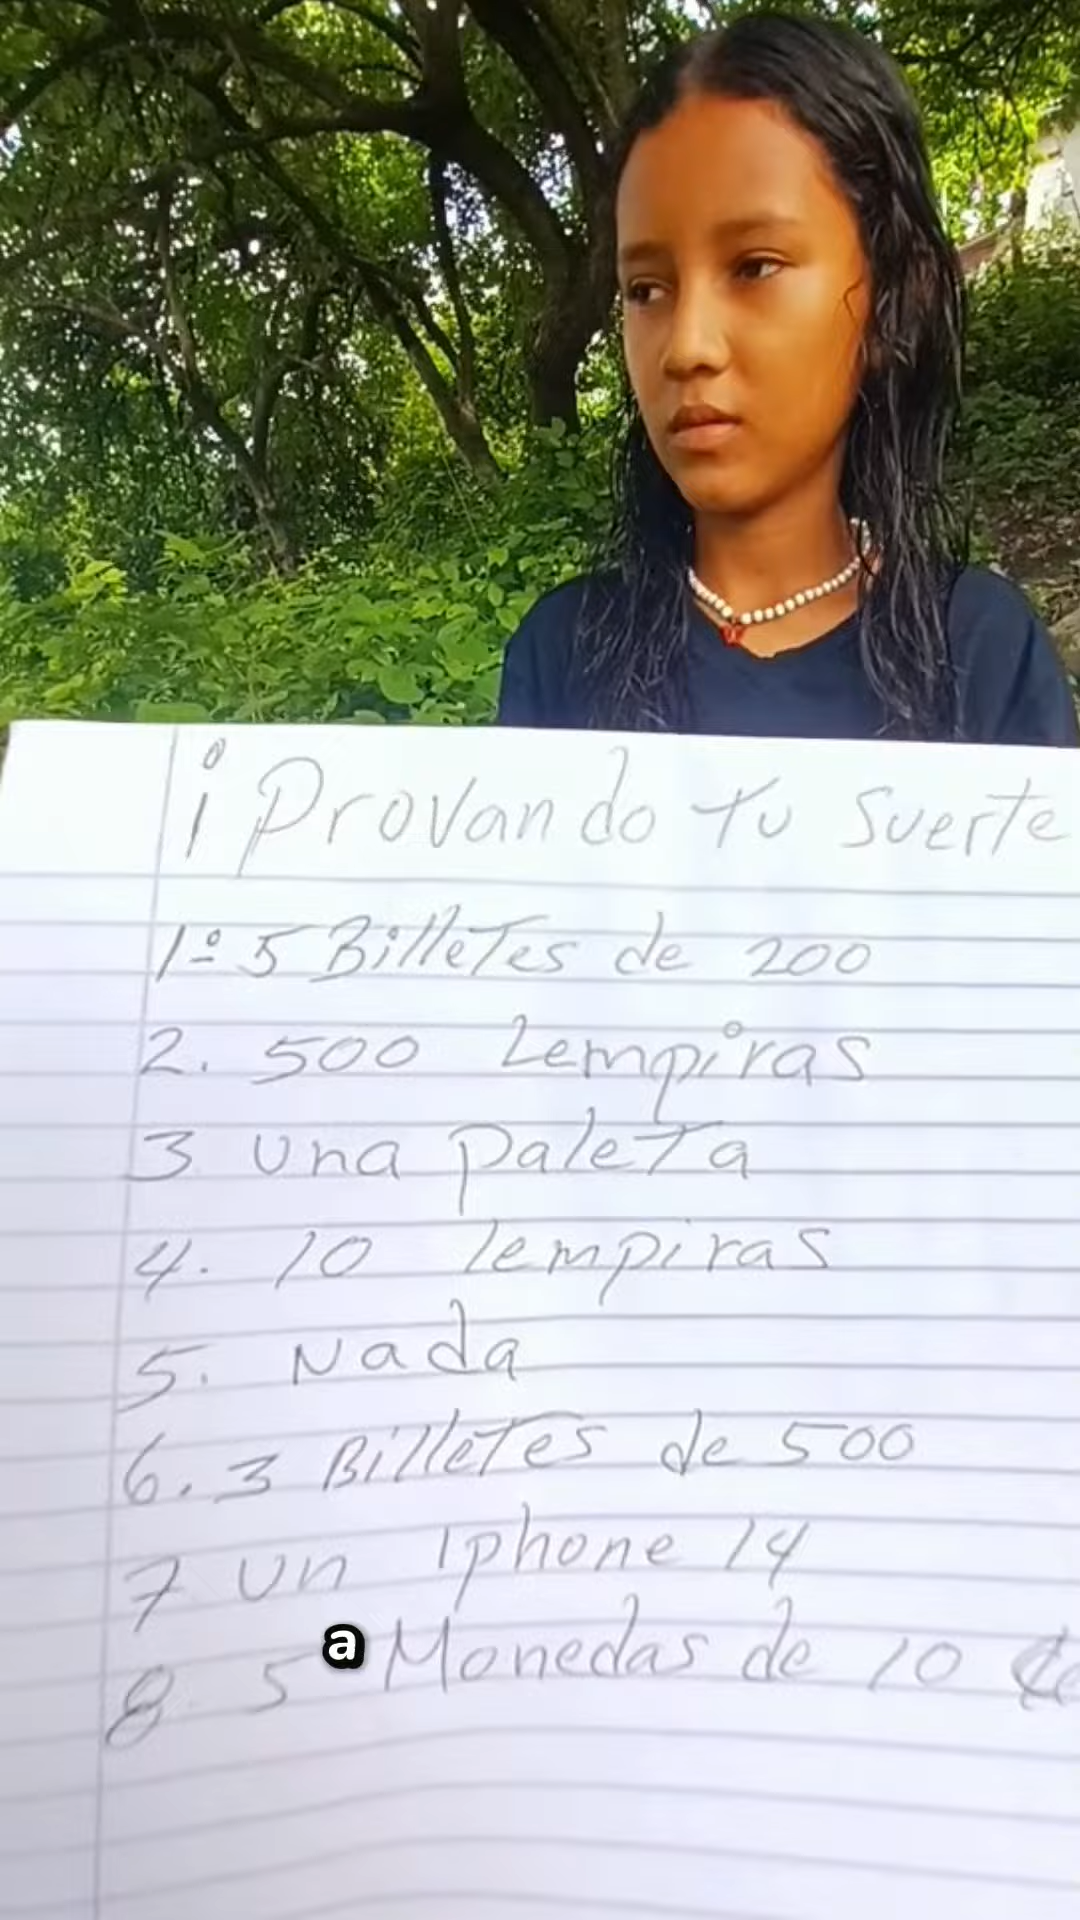 ¡Provando tu suerte
1º 5 Billetes de 200
2. 500 Lempiras
3 una paleta
4. 10 lempiras
5. Nada
6. 3 Billetes de 500
7 un Iphone 14
a
8. 5 Monedas de 10